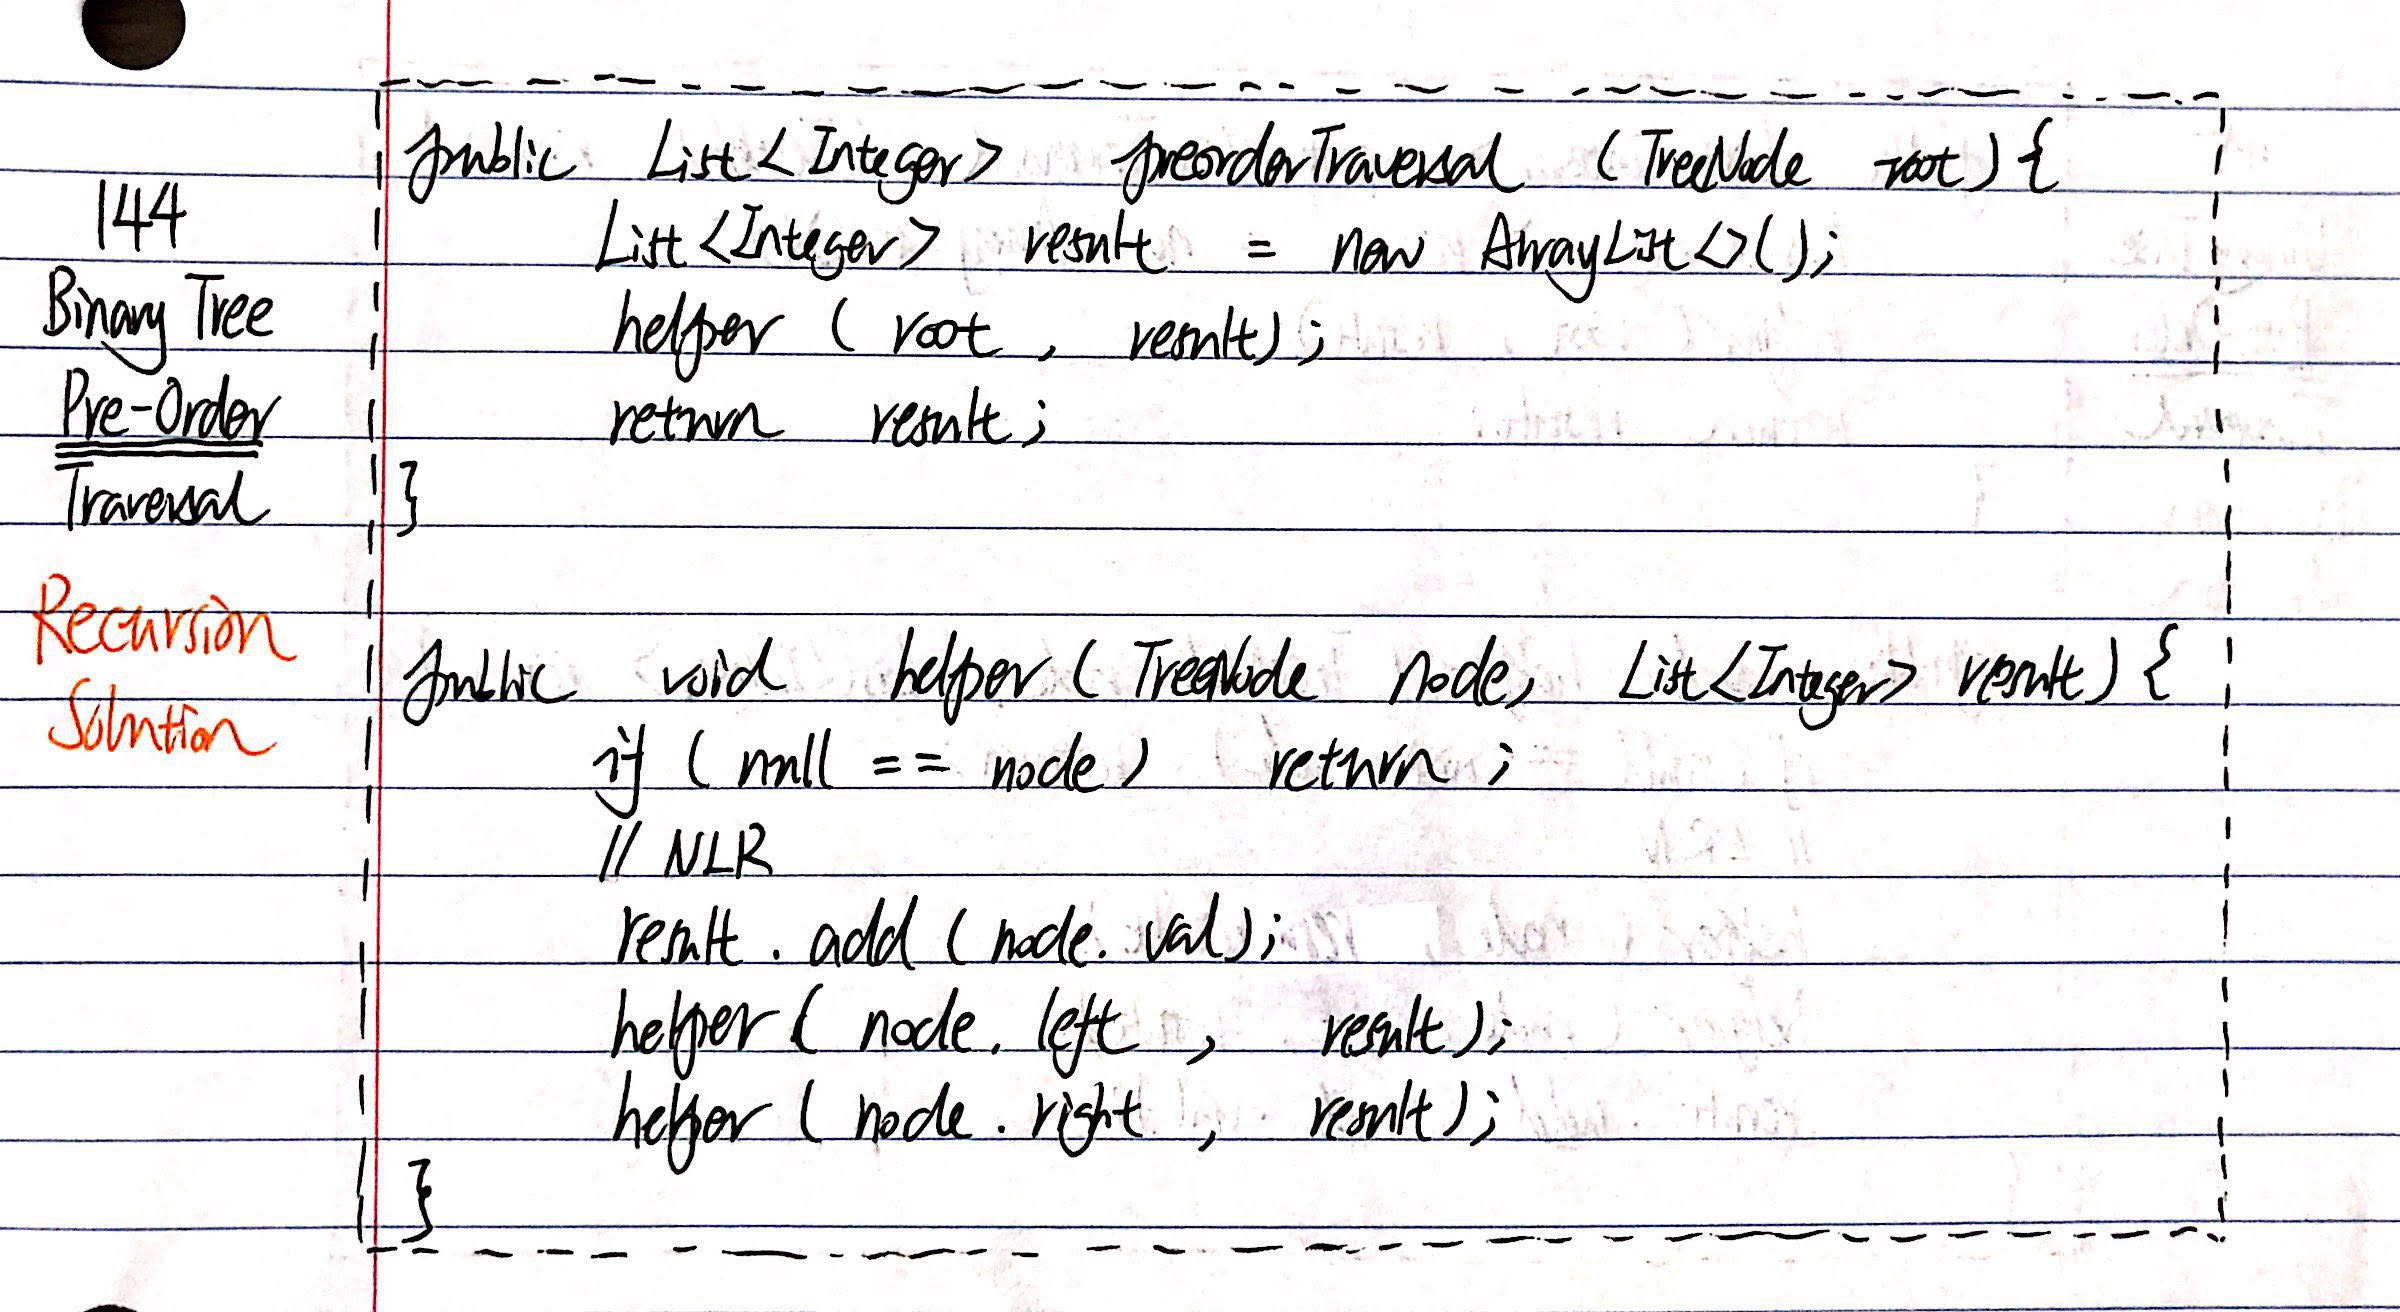 144
Binary Tree
Pre-Order
Traversal
Recursion
Solution
public List<Integer> preorderTraversal (TreeNode root) {
List<Integer> result = new ArrayList<>();
helper ( root , result);
return result;
}
public void helper ( TreeNode node, List<Integer> result) {
if ( null == node ) return ;
// NLR
result . add ( node. val);
helper ( node. left , result);
helper ( node . right , result);
}